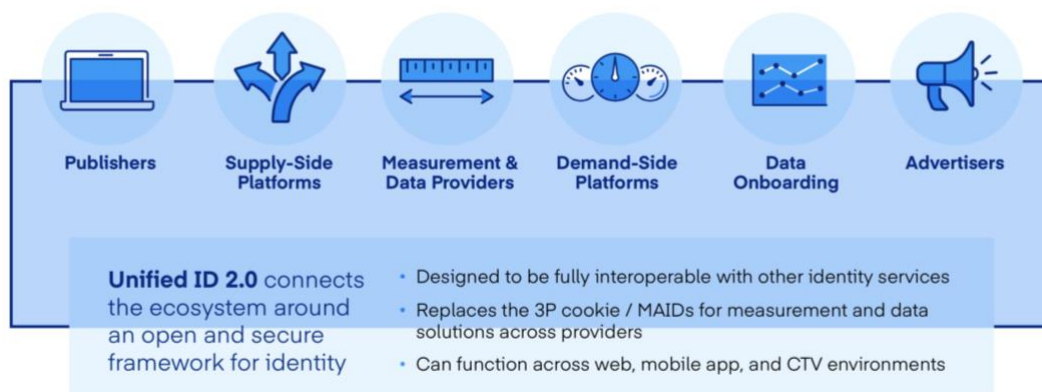 Publishers
Supply-Side
Platforms
Measurement &
Data Providers
Demand-Side
Platforms
Data
Onboarding
Advertisers
Unified ID 2.0 connects
the ecosystem around
an open and secure
framework for identity
• Designed to be fully interoperable with other identity services
• Replaces the 3P cookie / MAIDs for measurement and data
solutions across providers
• Can function across web, mobile app, and CTV environments